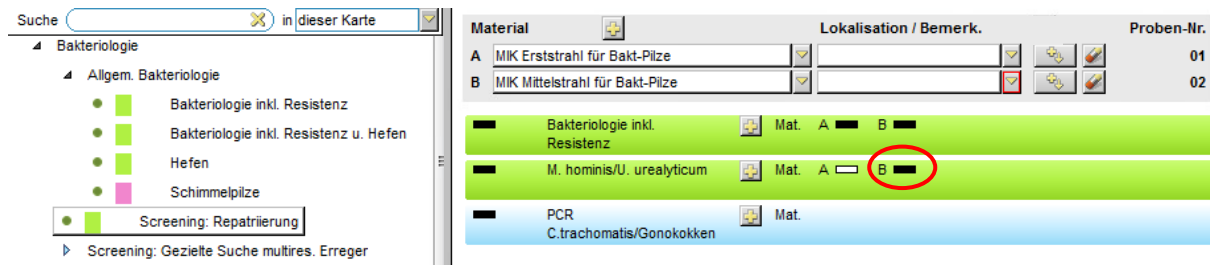 Suche in dieser Karte
Bakteriologie
Allgem. Bakteriologie
Bakteriologie inkl. Resistenz
Bakteriologie inkl. Resistenz u. Hefen
Hefen
Schimmelpilze
Screening: Repatriierung
Screening: Gezielte Suche multires. Erreger
Material Lokalisation / Bemerk. Proben-Nr.
A MIK Erststrahl für Bakt-Pilze 01
B MIK Mittelstrahl für Bakt-Pilze 02
Bakteriologie inkl. Mat. A B
Resistenz
M. hominis/U. urealyticum Mat. A B
PCR Mat.
C.trachomatis/Gonokokken